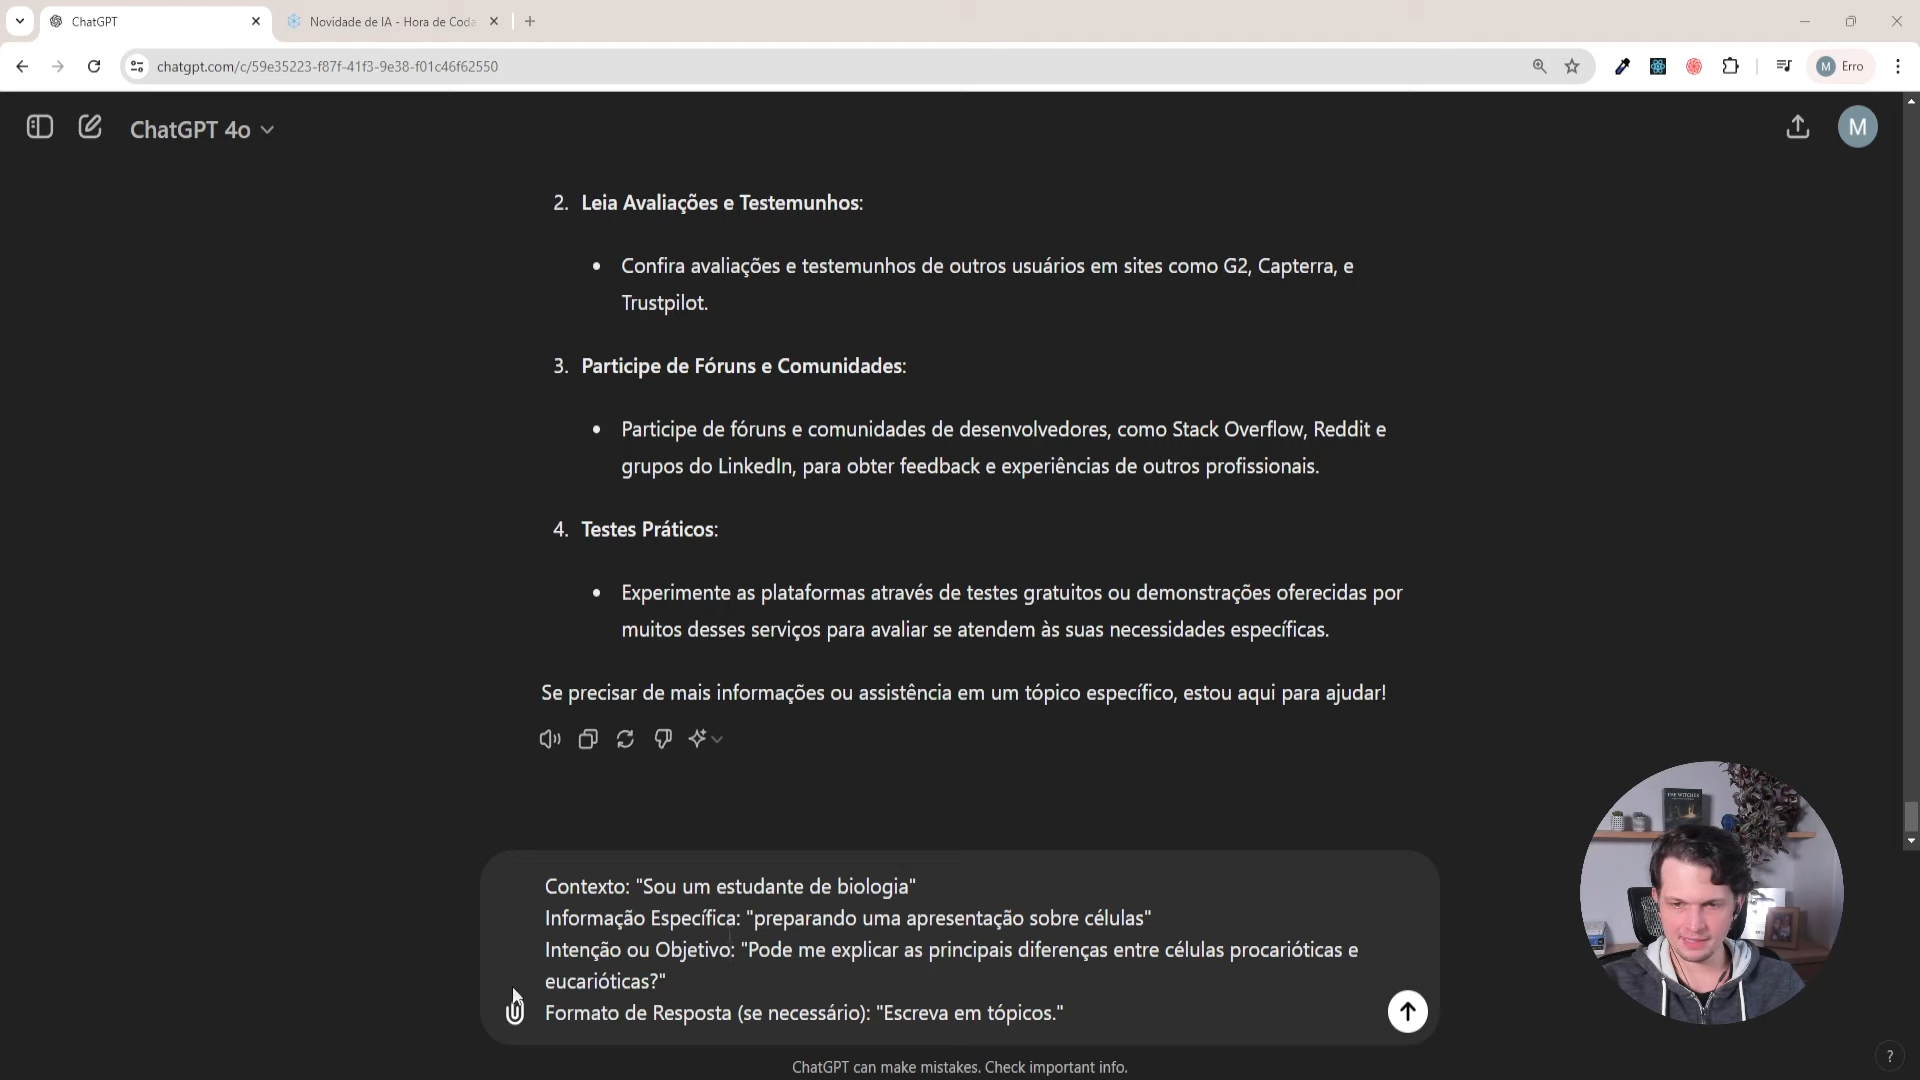 ChatGPT
Novidade de IA - Hora de Coda
chatgpt.com/c/59e35223-f87f-41f3-9e38-f01c46f62550
M
Erro
ChatGPT 4o
M
2. Leia Avaliações e Testemunhos:
• Confira avaliações e testemunhos de outros usuários em sites como G2, Capterra, e
Trustpilot.
3. Participe de Fóruns e Comunidades:
• Participe de fóruns e comunidades de desenvolvedores, como Stack Overflow, Reddit e
grupos do LinkedIn, para obter feedback e experiências de outros profissionais.
4. Testes Práticos:
• Experimente as plataformas através de testes gratuitos ou demonstrações oferecidas por
muitos desses serviços para avaliar se atendem às suas necessidades específicas.
Se precisar de mais informações ou assistência em um tópico específico, estou aqui para ajudar!
THE WITCHER
Contexto: "Sou um estudante de biologia"
Informação Específica: "preparando uma apresentação sobre células"
Intenção ou Objetivo: "Pode me explicar as principais diferenças entre células procarióticas e
eucarióticas?"
Formato de Resposta (se necessário): "Escreva em tópicos."
ChatGPT can make mistakes. Check important info.
?